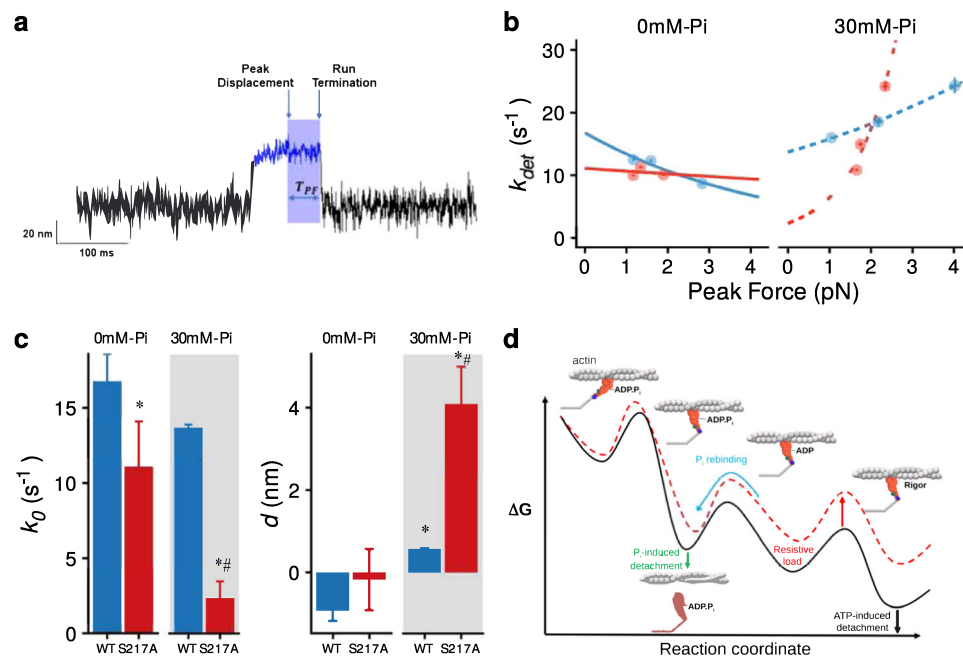 a
Peak
Displacement
Run
Termination
T_PF
20 nm
100 ms
b
0mM-Pi
30mM-Pi
30
20
10
0
k_det (s⁻¹)
0 1 2 3 4
0 1 2 3 4
Peak Force (pN)
c
0mM-Pi
30mM-Pi
15
10
5
0
k₀ (s⁻¹)
*
*#
WT S217A
WT S217A
0mM-Pi
30mM-Pi
4
2
0
d (nm)
*
*#
WT S217A
WT S217A
d
actin
ADP.Pᵢ
ADP.Pᵢ
ADP
Rigor
Pᵢ rebinding
ΔG
Pᵢ-induced
detachment
Resistive
load
ADP.Pᵢ
ATP-induced
detachment
Reaction coordinate